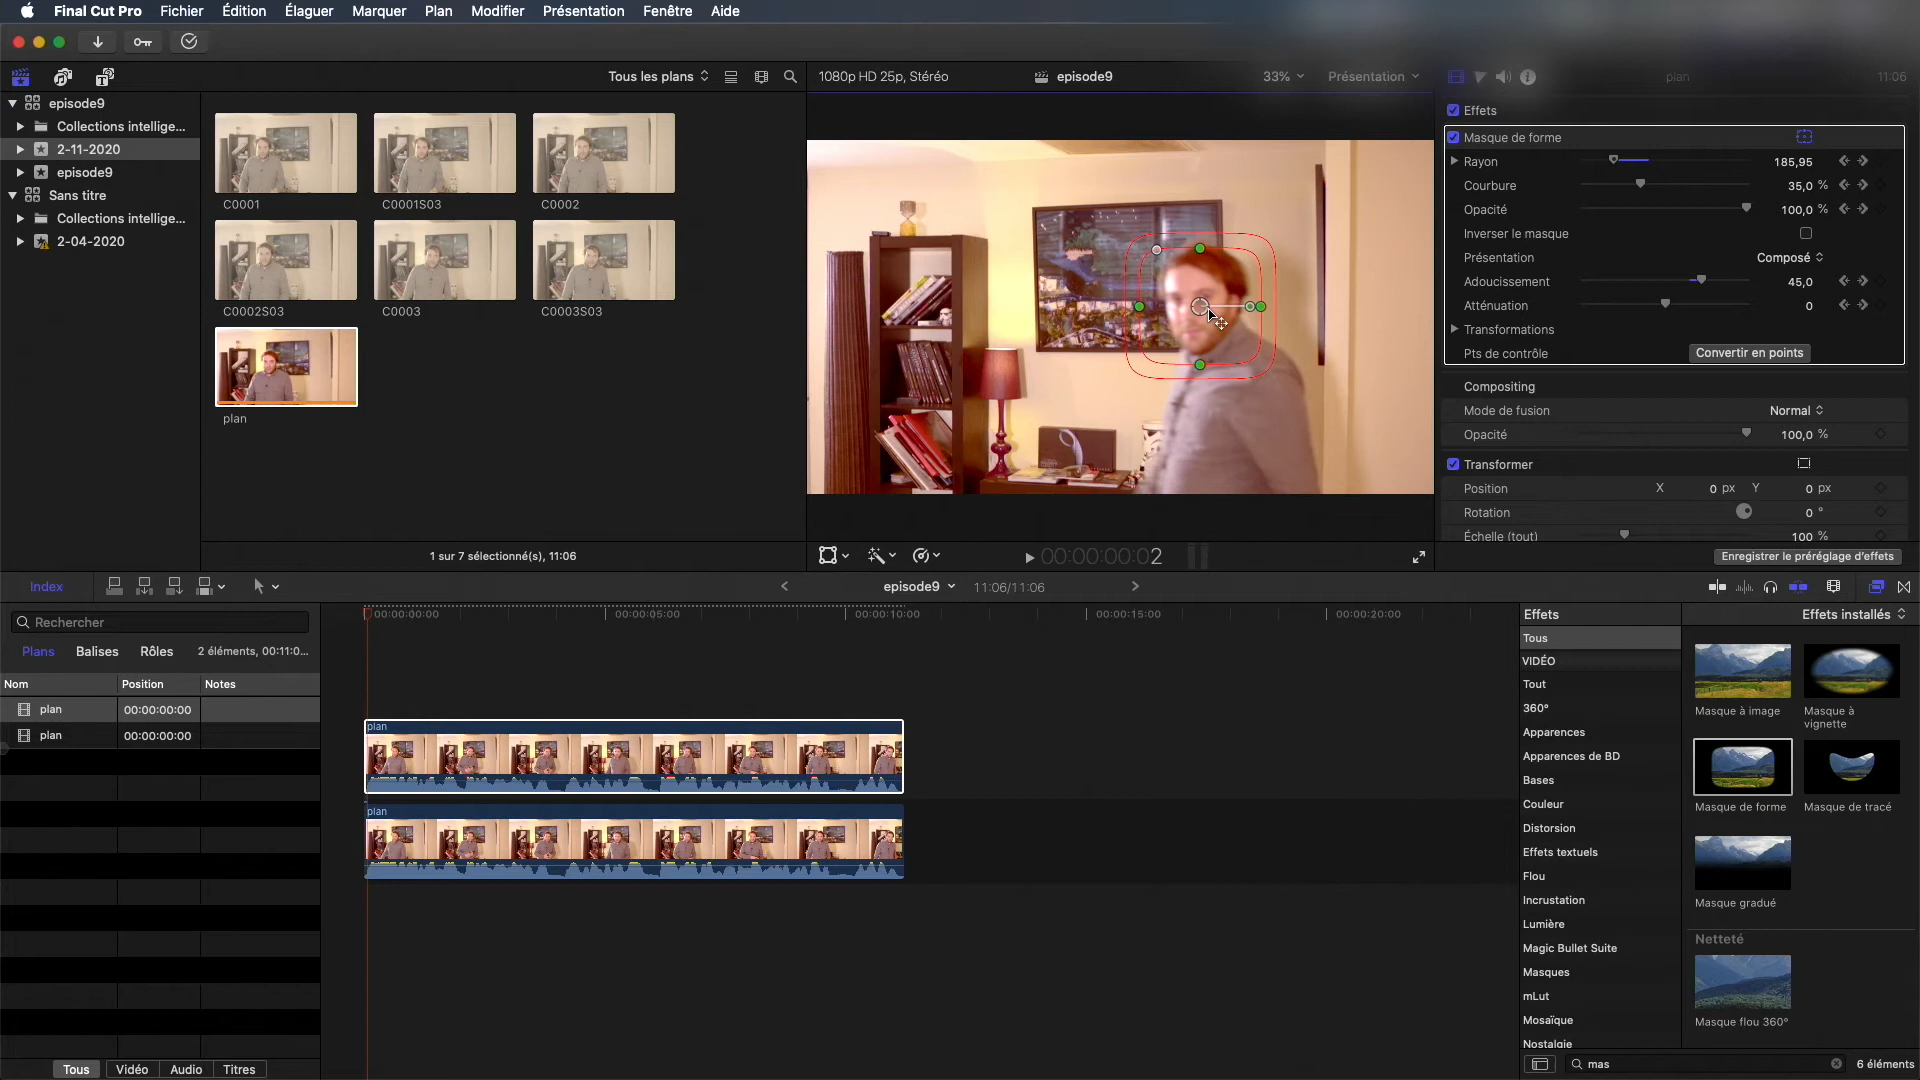 Final Cut Pro Fichier Édition Élaguer Marquer Plan Modifier Présentation Fenêtre Aide
Tous les plans
1080p HD 25p, Stéréo episode9 33% Présentation
plan 11:06
episode9
Collections intellige...
2-11-2020
episode9
Sans titre
Collections intellige...
2-04-2020
C0001 C0001S03 C0002
C0002S03 C0003 C0003S03
plan
1 sur 7 sélectionné(s), 11:06
00:00:00:02
Effets
Masque de forme
Rayon 185,95
Courbure 35,0 %
Opacité 100,0 %
Inverser le masque
Présentation Composé
Adoucissement 45,0
Atténuation 0
Transformations
Pts de contrôle Convertir en points
Compositing
Mode de fusion Normal
Opacité 100,0 %
Transformer
Position X 0 px Y 0 px
Rotation 0 °
Échelle (tout) 100 %
Enregistrer le préréglage d'effets
Index
episode9 11:06/11:06
Rechercher
Plans Balises Rôles 2 éléments, 00:11:0...
Nom Position Notes
plan 00:00:00:00
plan 00:00:00:00
Tous Vidéo Audio Titres
00:00:00:00 00:00:05:00 00:00:10:00 00:00:15:00 00:00:20:00
plan
plan
Effets Effets installés
Tous
VIDÉO
Tout
360°
Apparences
Apparences de BD
Bases
Couleur
Distorsion
Effets textuels
Flou
Incrustation
Lumière
Magic Bullet Suite
Masques
mLut
Mosaïque
Nostalgie
Masque à image Masque à
vignette
Masque de forme Masque de tracé
Masque gradué
Netteté
Masque flou 360°
mas 6 éléments